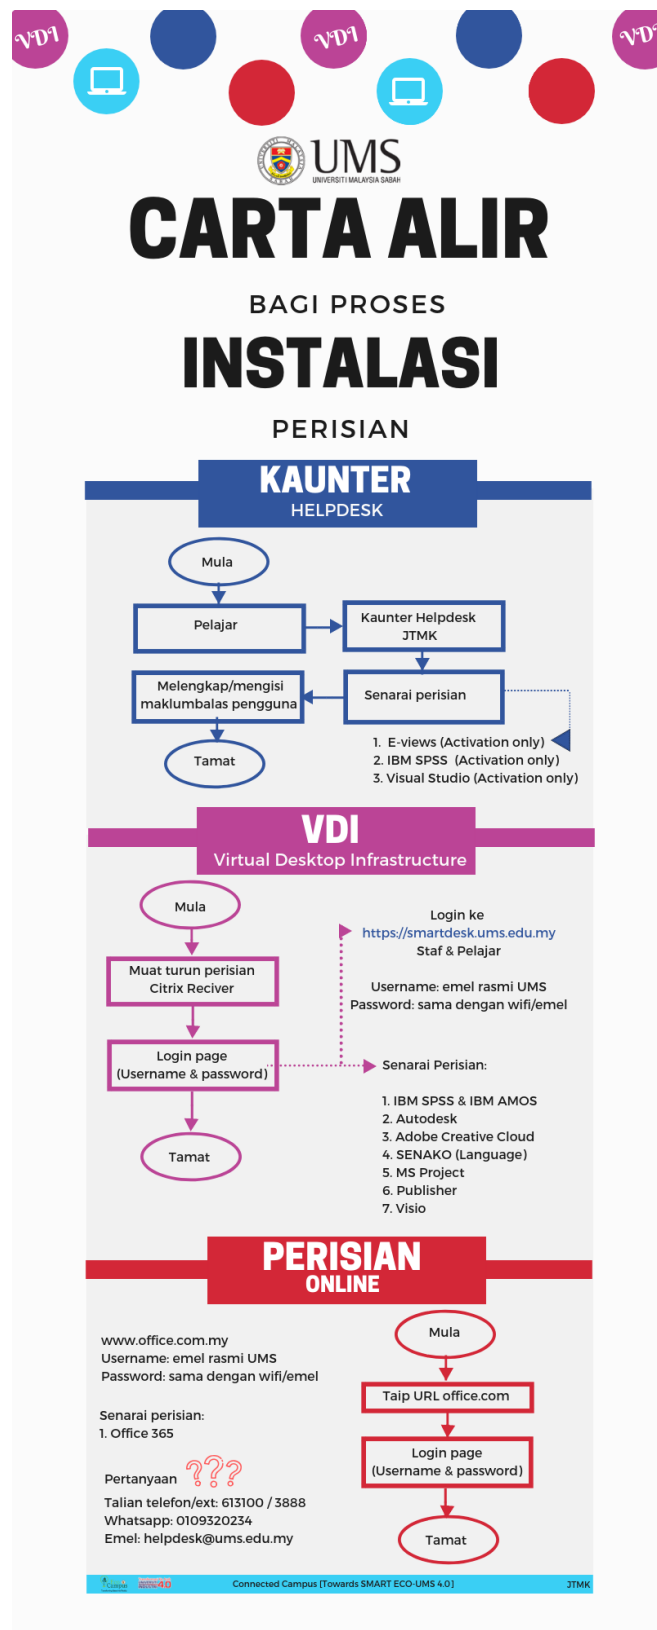 VDI
VDI
VD
UMS
UNIVERSITI MALAYSIA SABAH
CARTA ALIR
BAGI PROSES
INSTALASI
PERISIAN
KAUNTER
HELPDESK
Mula
Pelajar
Kaunter Helpdesk
JTMK
Senarai perisian
Melengkap/mengisi
maklumbalas pengguna
Tamat
1. E-views (Activation only)
2. IBM SPSS (Activation only)
3. Visual Studio (Activation only)
VDI
Virtual Desktop Infrastructure
Mula
Muat turun perisian
Citrix Reciver
Login page
(Username & password)
Tamat
Login ke
https://smartdesk.ums.edu.my
Staf & Pelajar
Username: emel rasmi UMS
Password: sama dengan wifi/emel
Senarai Perisian:
1. IBM SPSS & IBM AMOS
2. Autodesk
3. Adobe Creative Cloud
4. SENAKO (Language)
5. MS Project
6. Publisher
7. Visio
PERISIAN
ONLINE
www.office.com.my
Username: emel rasmi UMS
Password: sama dengan wifi/emel
Senarai perisian:
1. Office 365
Pertanyaan ???
Talian telefon/ext: 613100 / 3888
Whatsapp: 0109320234
Emel: helpdesk@ums.edu.my
Mula
Taip URL office.com
Login page
(Username & password)
Tamat
Campus
4.0
Connected Campus [Towards SMART ECO-UMS 4.0]
JTMK